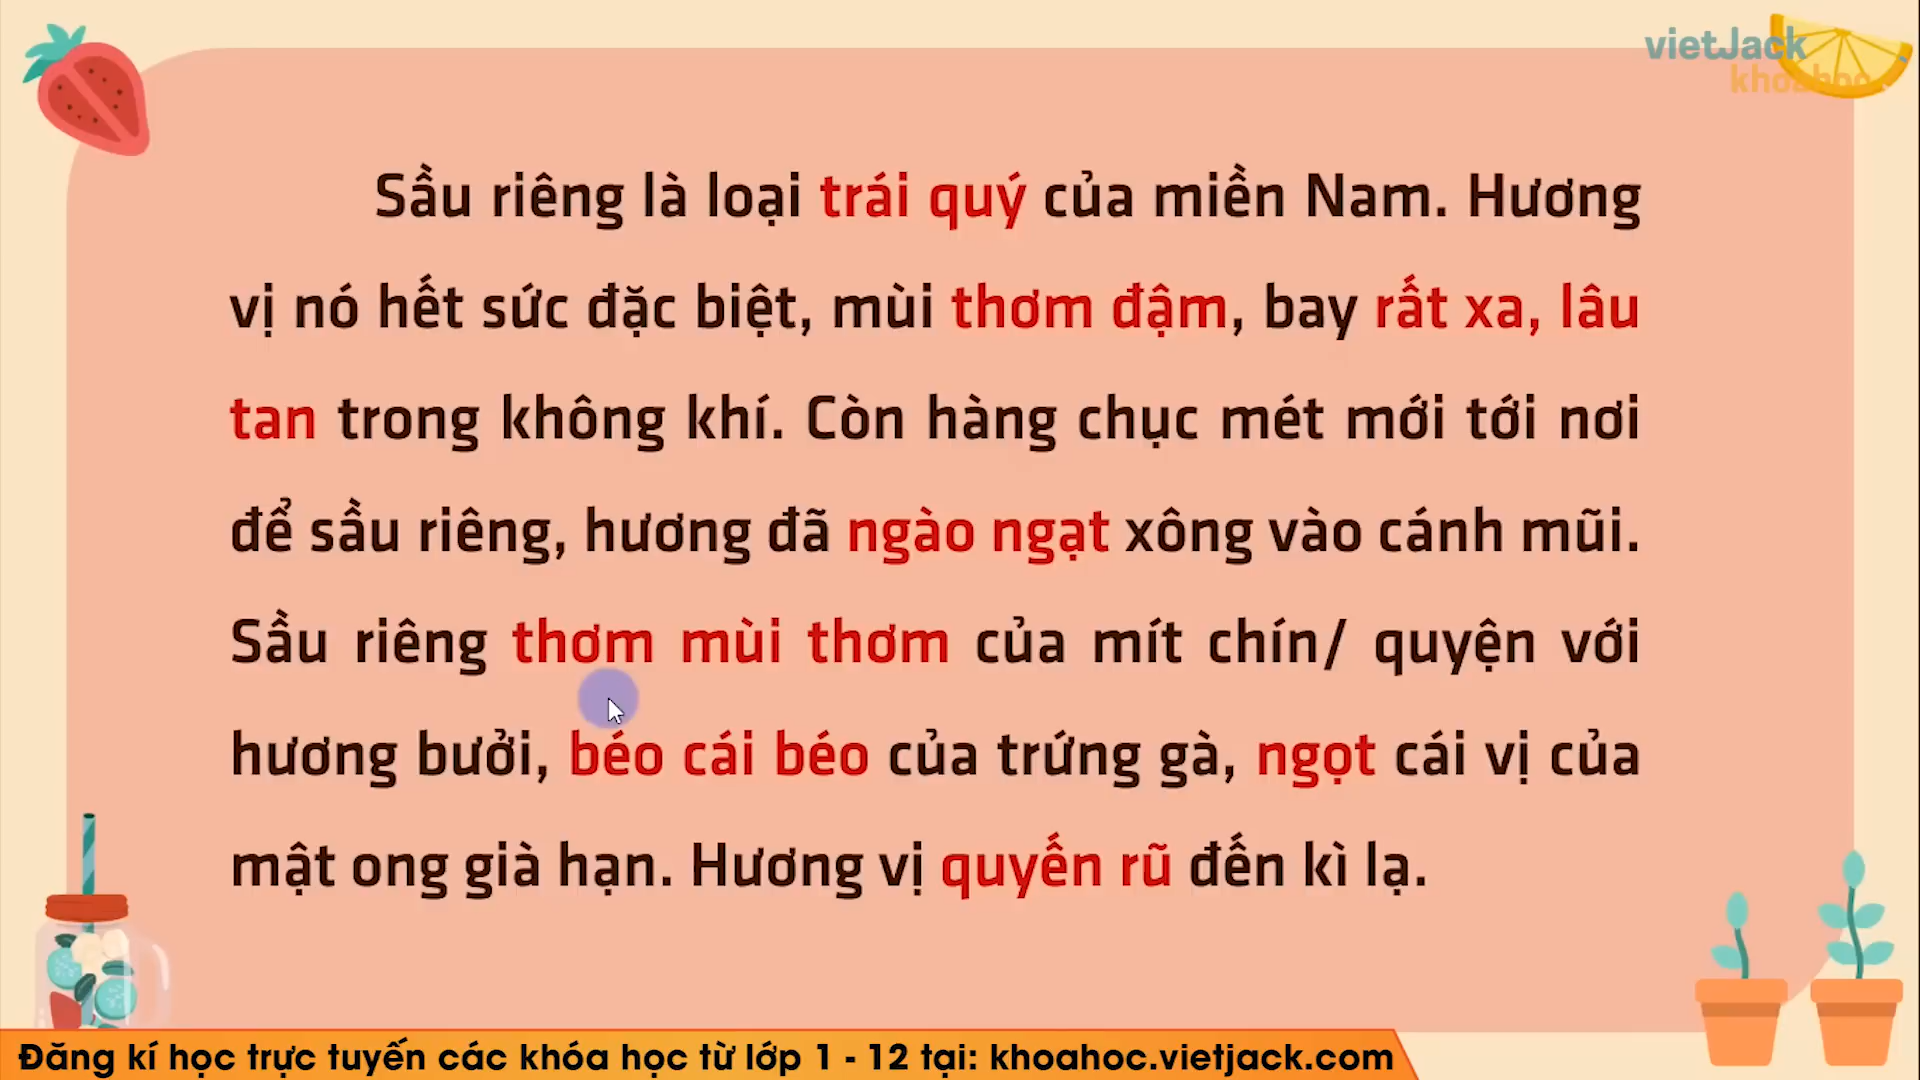 vietJack
khoahoc
Sầu riêng là loại trái quý của miền Nam. Hương
vị nó hết sức đặc biệt, mùi thơm đậm, bay rất xa, lâu
tan trong không khí. Còn hàng chục mét mới tới nơi
để sầu riêng, hương đã ngào ngạt xông vào cánh mũi.
Sầu riêng thơm mùi thơm của mít chín/ quyện với
hương bưởi, béo cái béo của trứng gà, ngọt cái vị của
mật ong già hạn. Hương vị quyến rũ đến kì lạ.
Đăng kí học trực tuyến các khóa học từ lớp 1 - 12 tại: khoahoc.vietjack.com